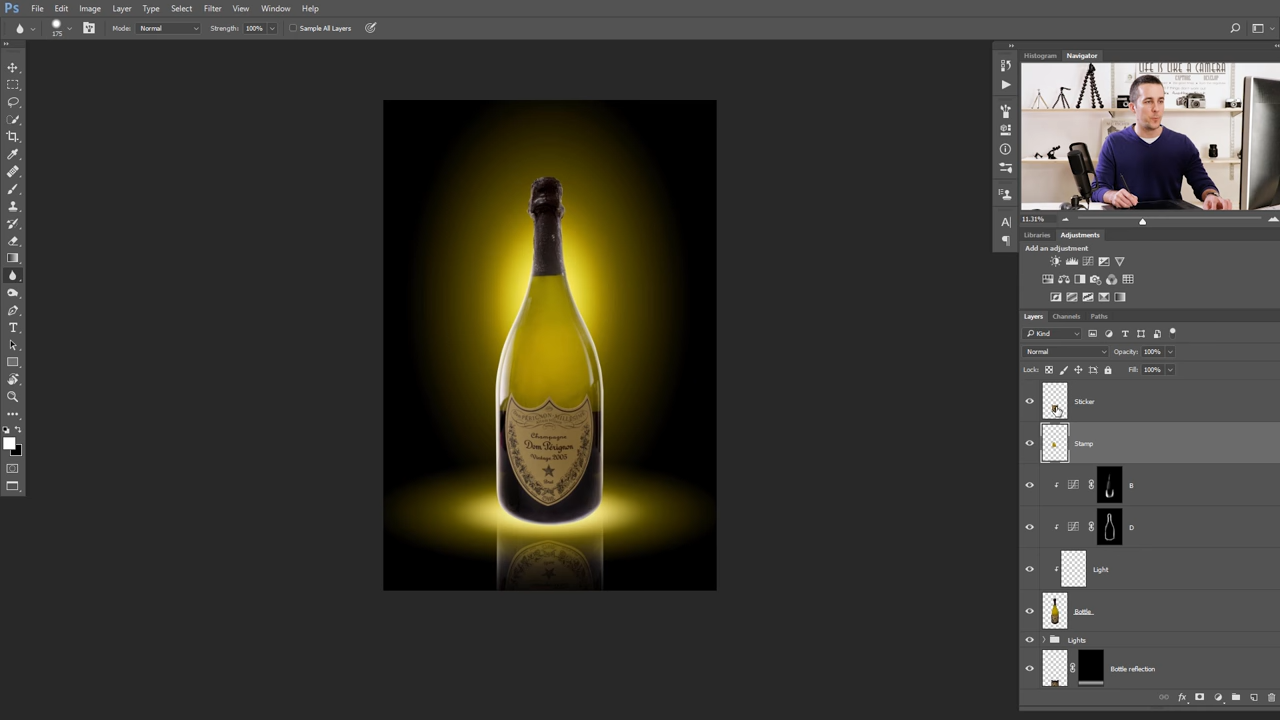 Ps File Edit Image Layer Type Select Filter View Window Help
175 Mode: Normal Strength: 100% Sample All Layers
Histogram Navigator
LIFE IS LIKE A CAMERA
11.31%
Libraries Adjustments
Add an adjustment
Layers Channels Paths
Kind
Normal Opacity: 100%
Lock: Fill: 100%
Sticker
Stamp
B
D
Light
Bottle
Lights
Bottle reflection
Champagne
Dom Pérignon
Vintage 2003